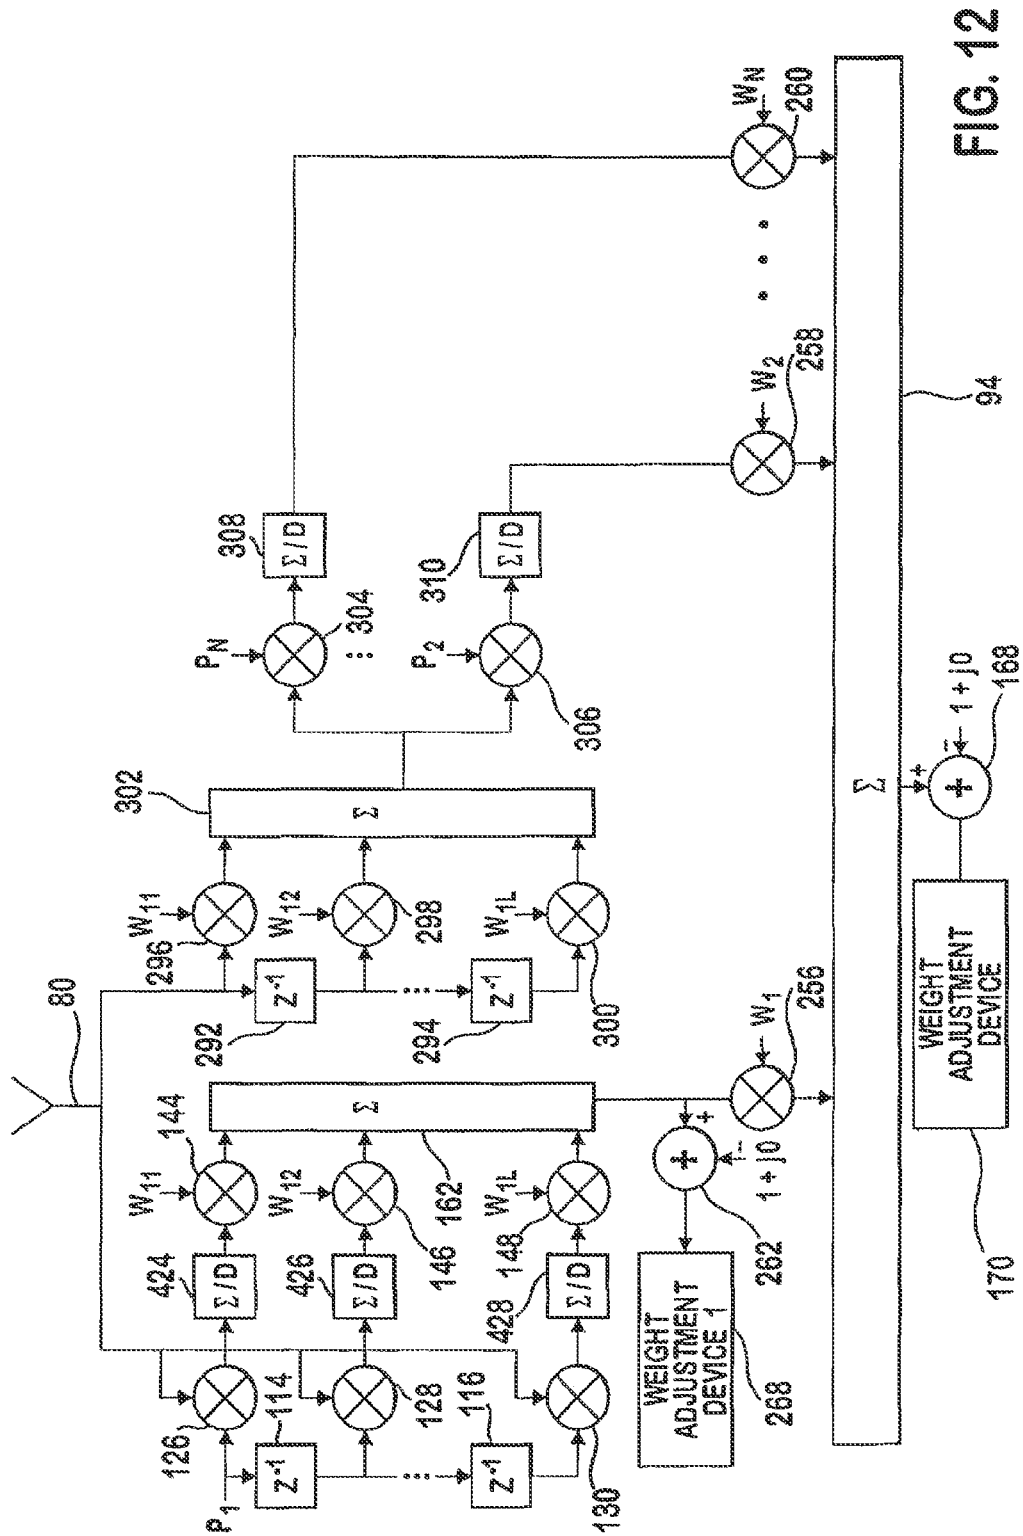 80
W11
144
424
126
P1
114
Z-1
Σ/D
W12
426
Σ/D
146
128
162
Σ
116
Z-1
W1L
148
428
Σ/D
130
W11
296
292
Z-1
W12
298
294
Z-1
W1L
300
302
Σ
PN
304
308
Σ/D
P2
306
310
Σ/D
+
-
1 + j0
262
WEIGHT
ADJUSTMENT
DEVICE 1
268
W1
256
W2
258
WN
260
Σ
94
+
-
1 + j0
168
WEIGHT
ADJUSTMENT
DEVICE
170
FIG. 12